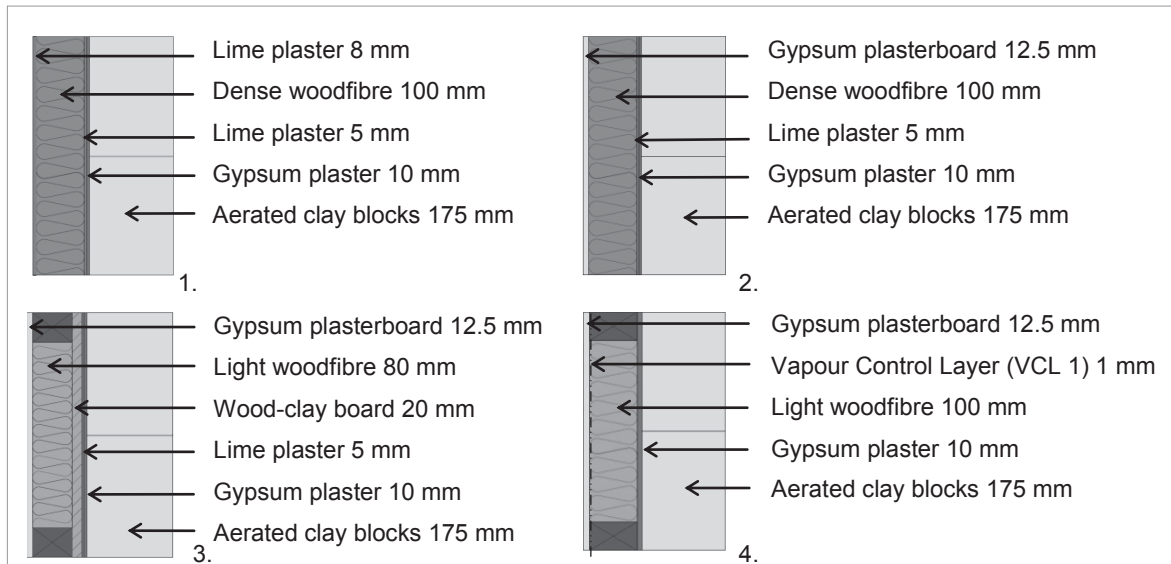 Lime plaster 8 mm
Dense woodfibre 100 mm
Lime plaster 5 mm
Gypsum plaster 10 mm
Aerated clay blocks 175 mm
1.
Gypsum plasterboard 12.5 mm
Dense woodfibre 100 mm
Lime plaster 5 mm
Gypsum plaster 10 mm
Aerated clay blocks 175 mm
2.
Gypsum plasterboard 12.5 mm
Light woodfibre 80 mm
Wood-clay board 20 mm
Lime plaster 5 mm
Gypsum plaster 10 mm
Aerated clay blocks 175 mm
3.
Gypsum plasterboard 12.5 mm
Vapour Control Layer (VCL 1) 1 mm
Light woodfibre 100 mm
Gypsum plaster 10 mm
Aerated clay blocks 175 mm
4.